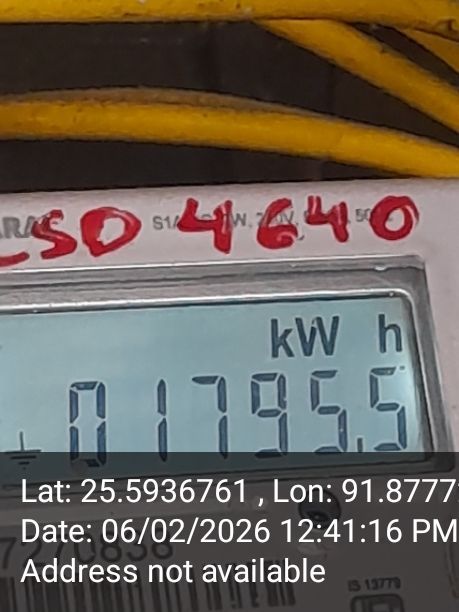 LSD 4640
kW h
01795.5
Lat: 25.5936761 , Lon: 91.8777
Date: 06/02/2026 12:41:16 PM
Address not available
IS 13779